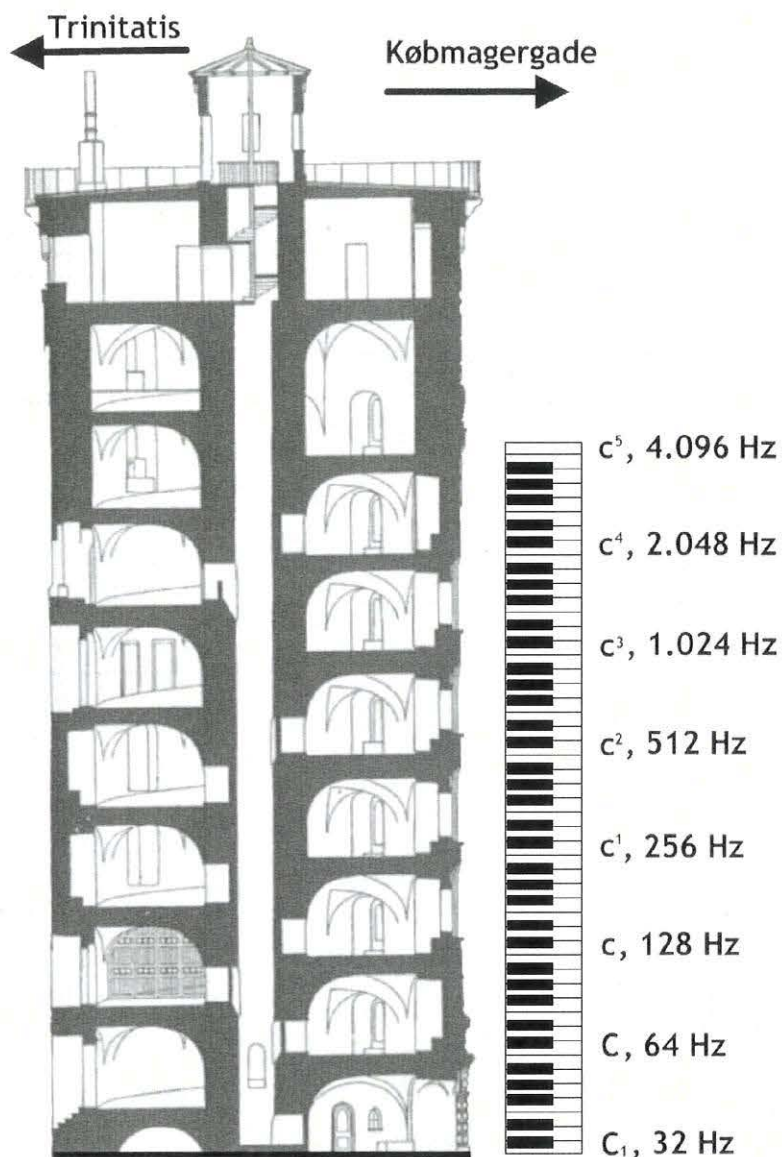 Trinitatis
Købmagergade
c⁵, 4.096 Hz
c⁴, 2.048 Hz
c³, 1.024 Hz
c², 512 Hz
c¹, 256 Hz
c, 128 Hz
C, 64 Hz
C₁, 32 Hz